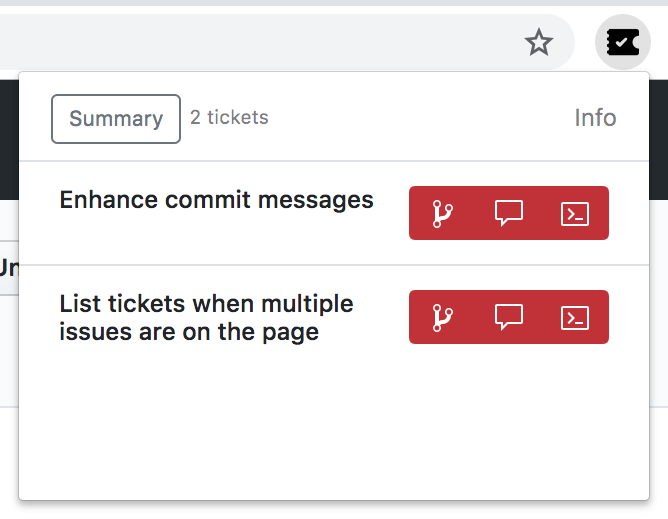 Summary 2 tickets Info
Enhance commit messages
Un
List tickets when multiple
issues are on the page